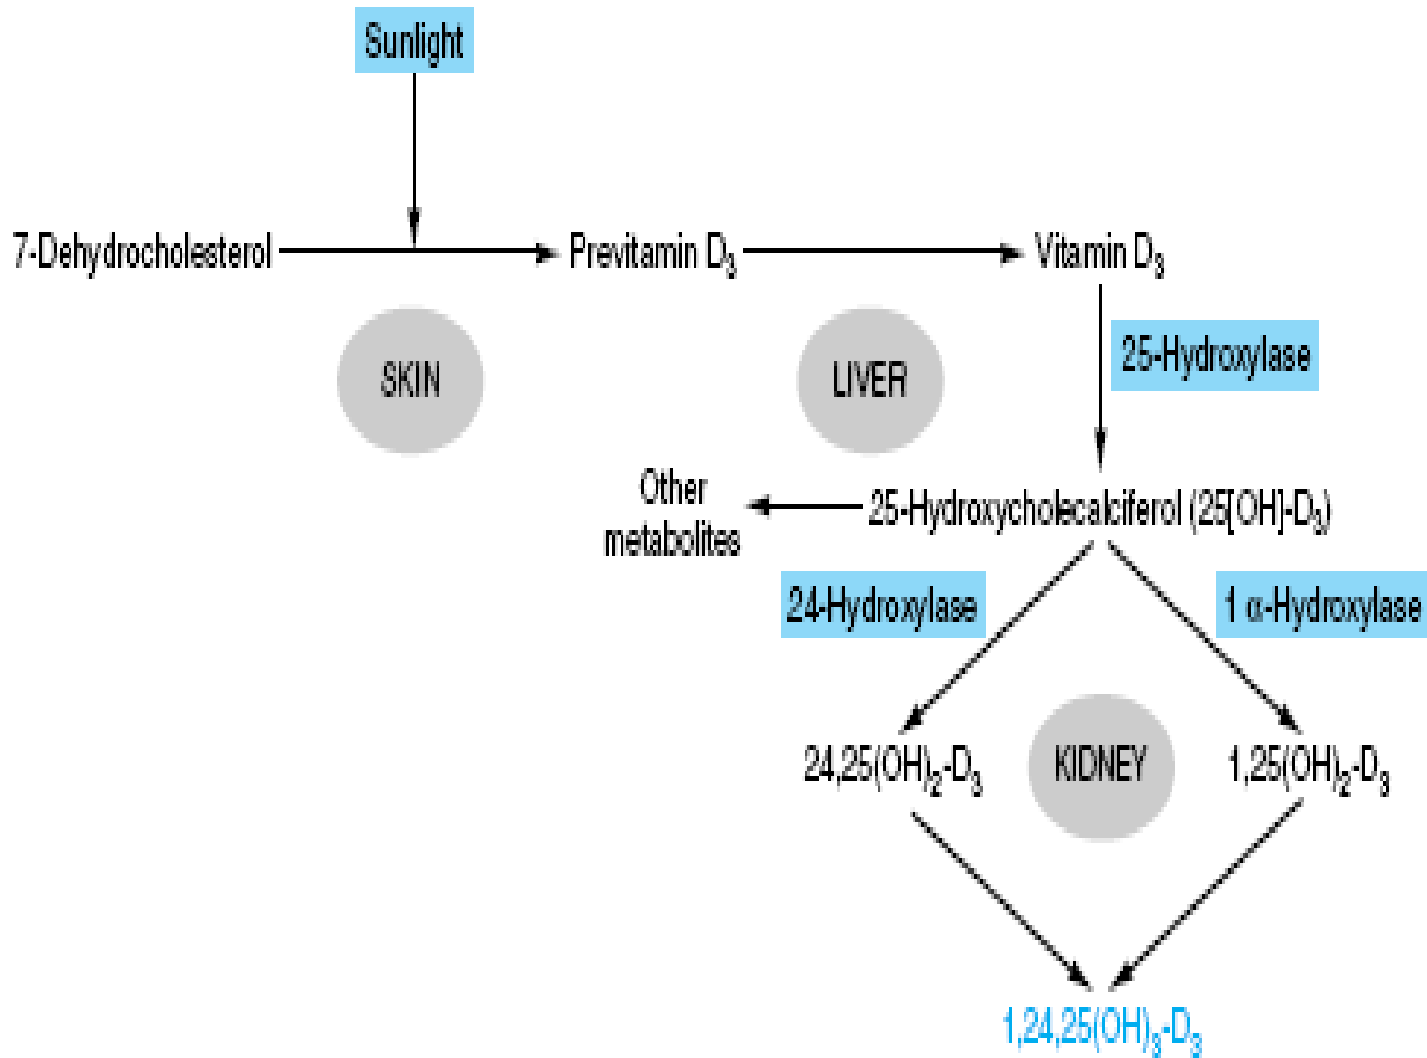 Sunlight
7-Dehydrocholesterol
Previtamin D₃
Vitamin D₃
SKIN
LIVER
25-Hydroxylase
Other
metabolites
25-Hydroxycholecalciferol (25[OH]-D₃)
24-Hydroxylase
1 α-Hydroxylase
24,25(OH)₂-D₃
KIDNEY
1,25(OH)₂-D₃
1,24,25(OH)₃-D₃